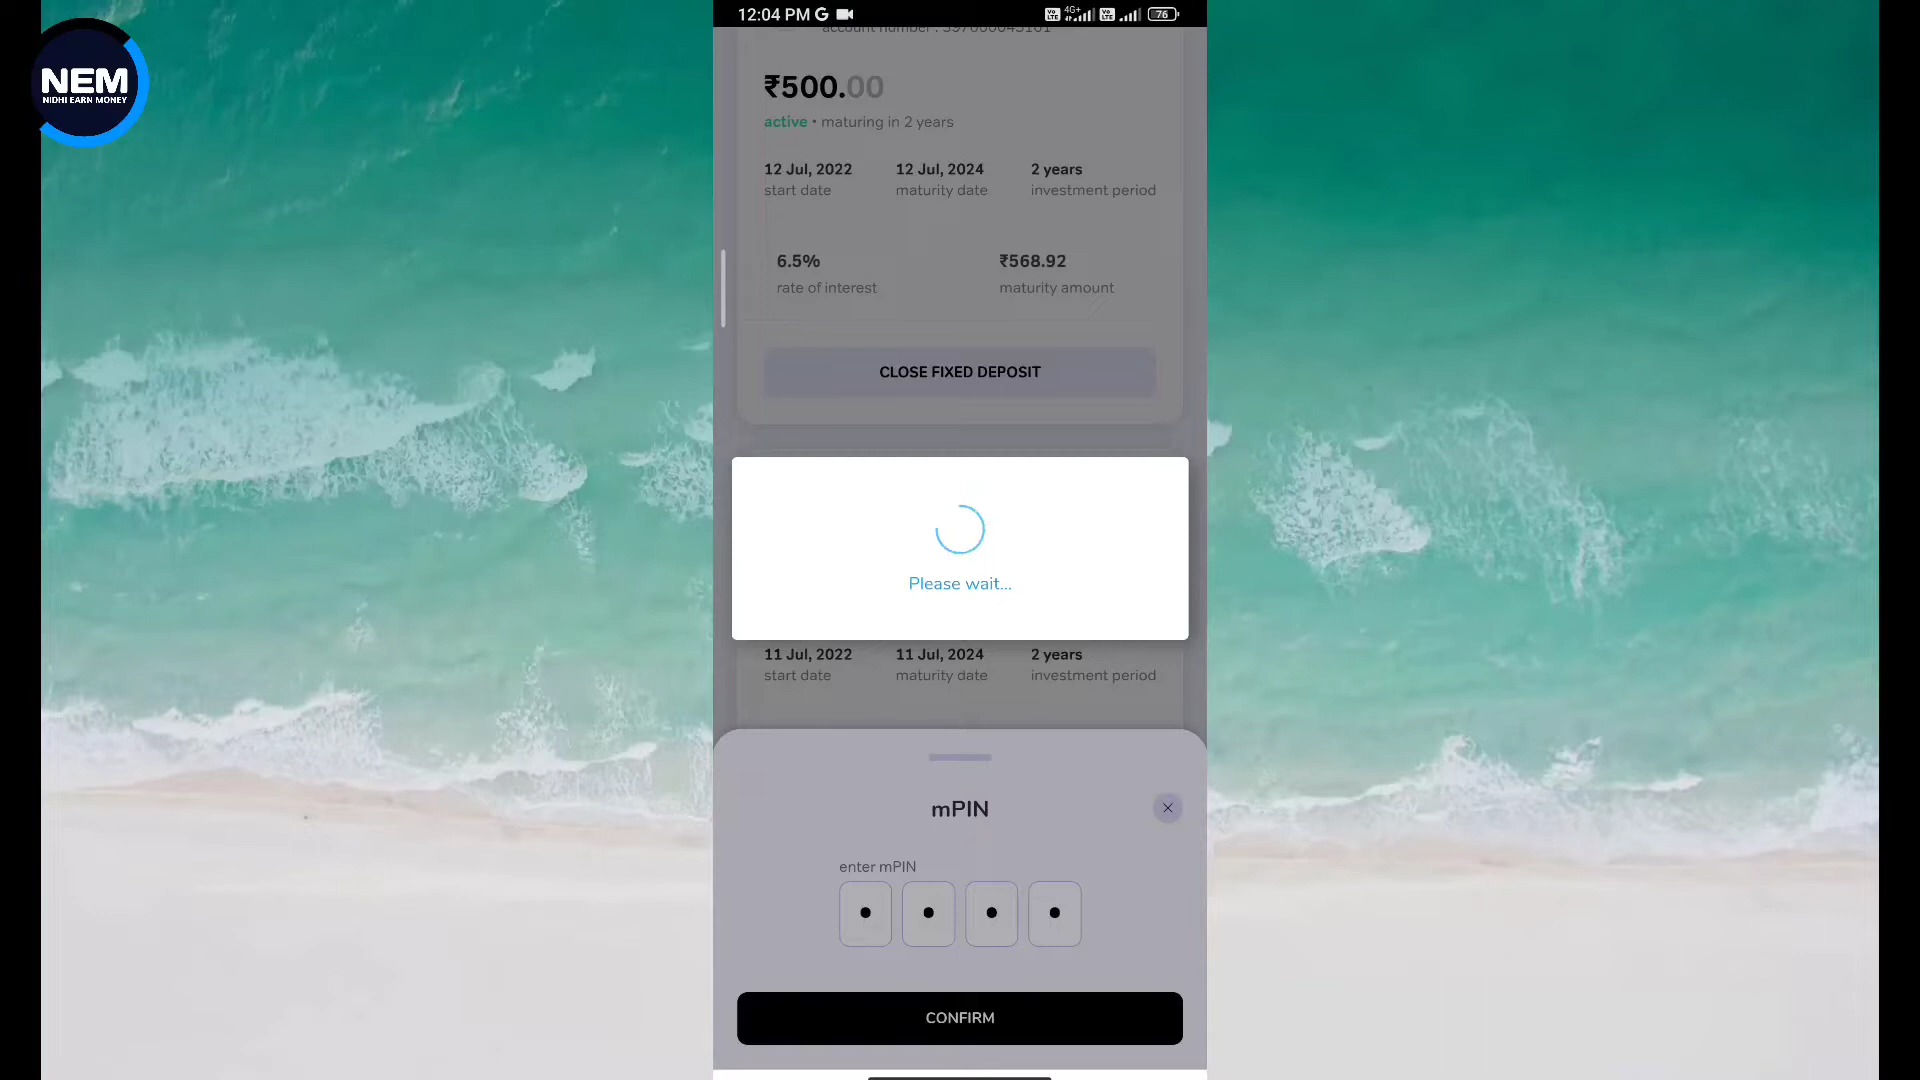 12:04 PM
4G+
76
NEM
NIDHI EARN MONEY
₹500.00
active • maturing in 2 years
12 Jul, 2022 12 Jul, 2024 2 years
start date maturity date investment period
6.5% ₹568.92
rate of interest maturity amount
CLOSE FIXED DEPOSIT
Please wait...
11 Jul, 2022 11 Jul, 2024 2 years
start date maturity date investment period
mPIN
enter mPIN
CONFIRM